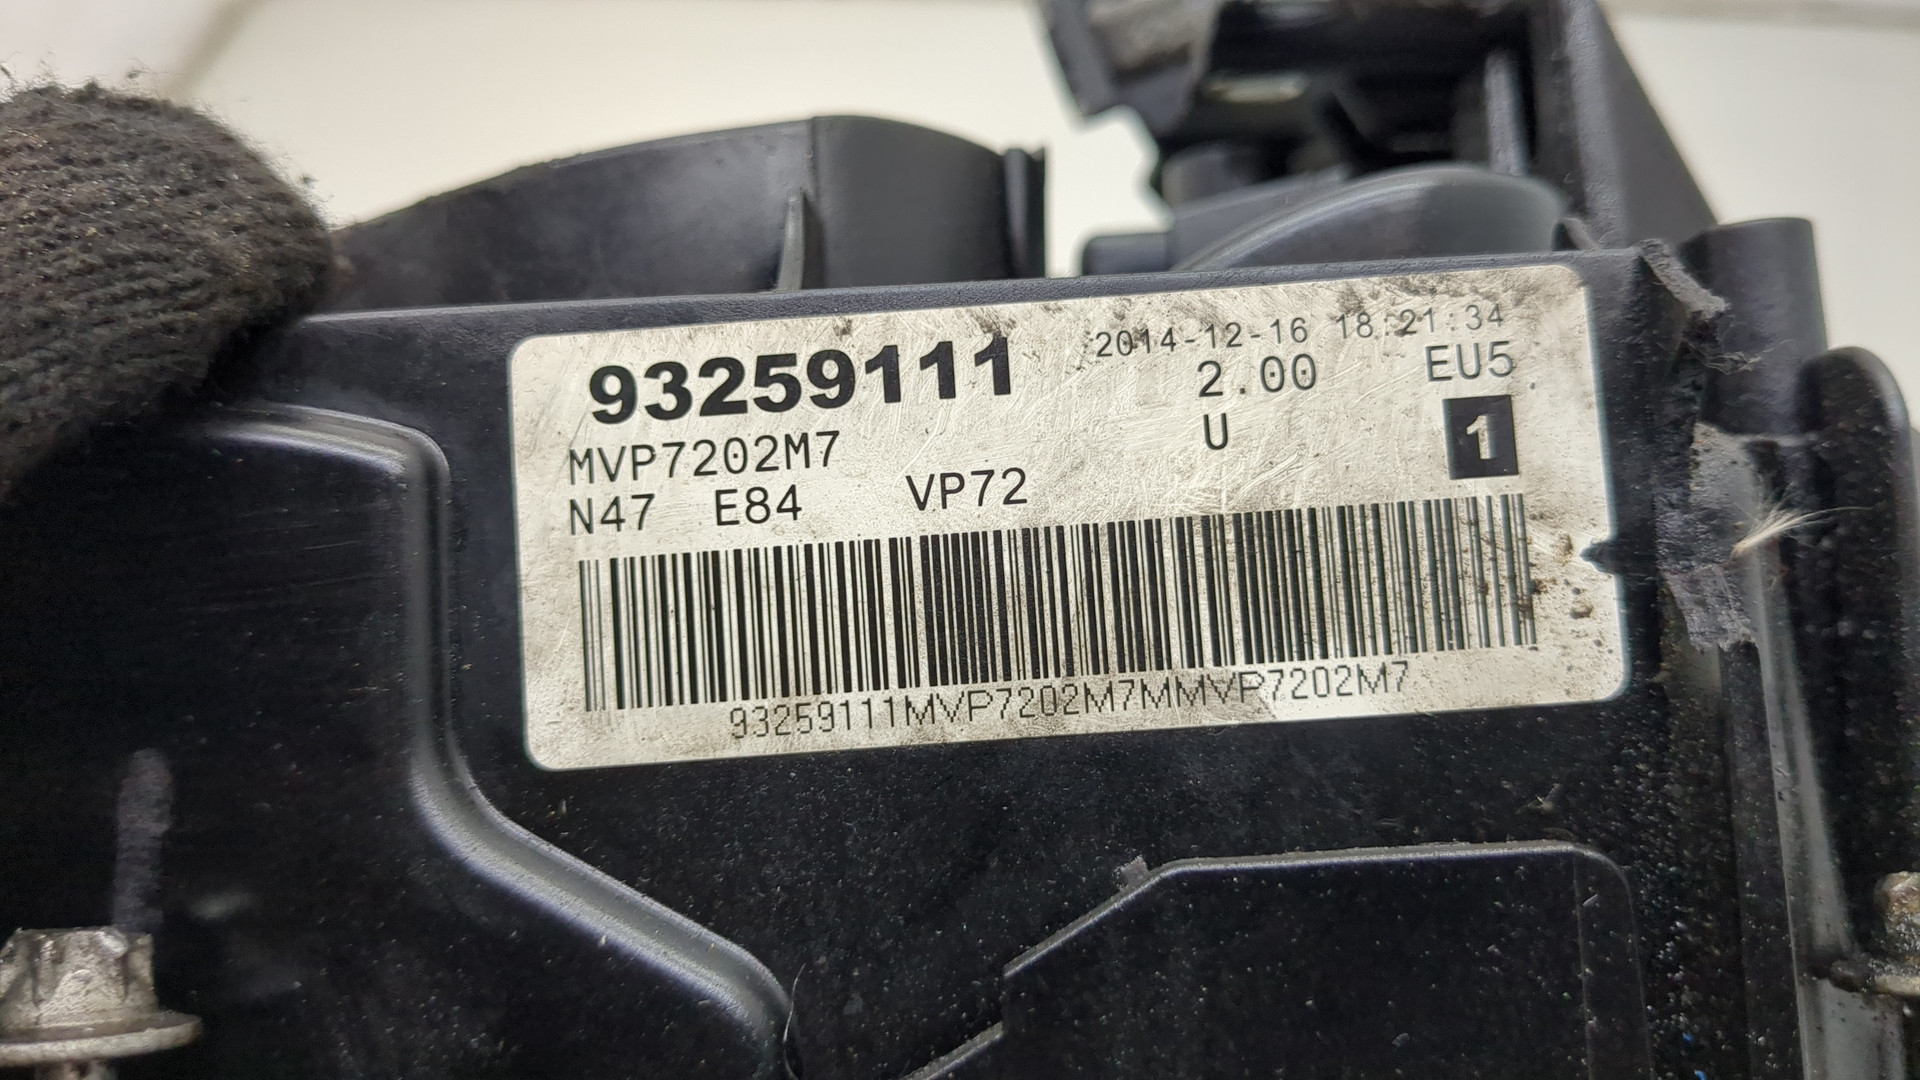 93259111 2014-12-16 18:21:34
2.00 EU5
MVP7202M7 U 1
N47 E84 VP72
93259111MVP7202M7MMVP7202M7